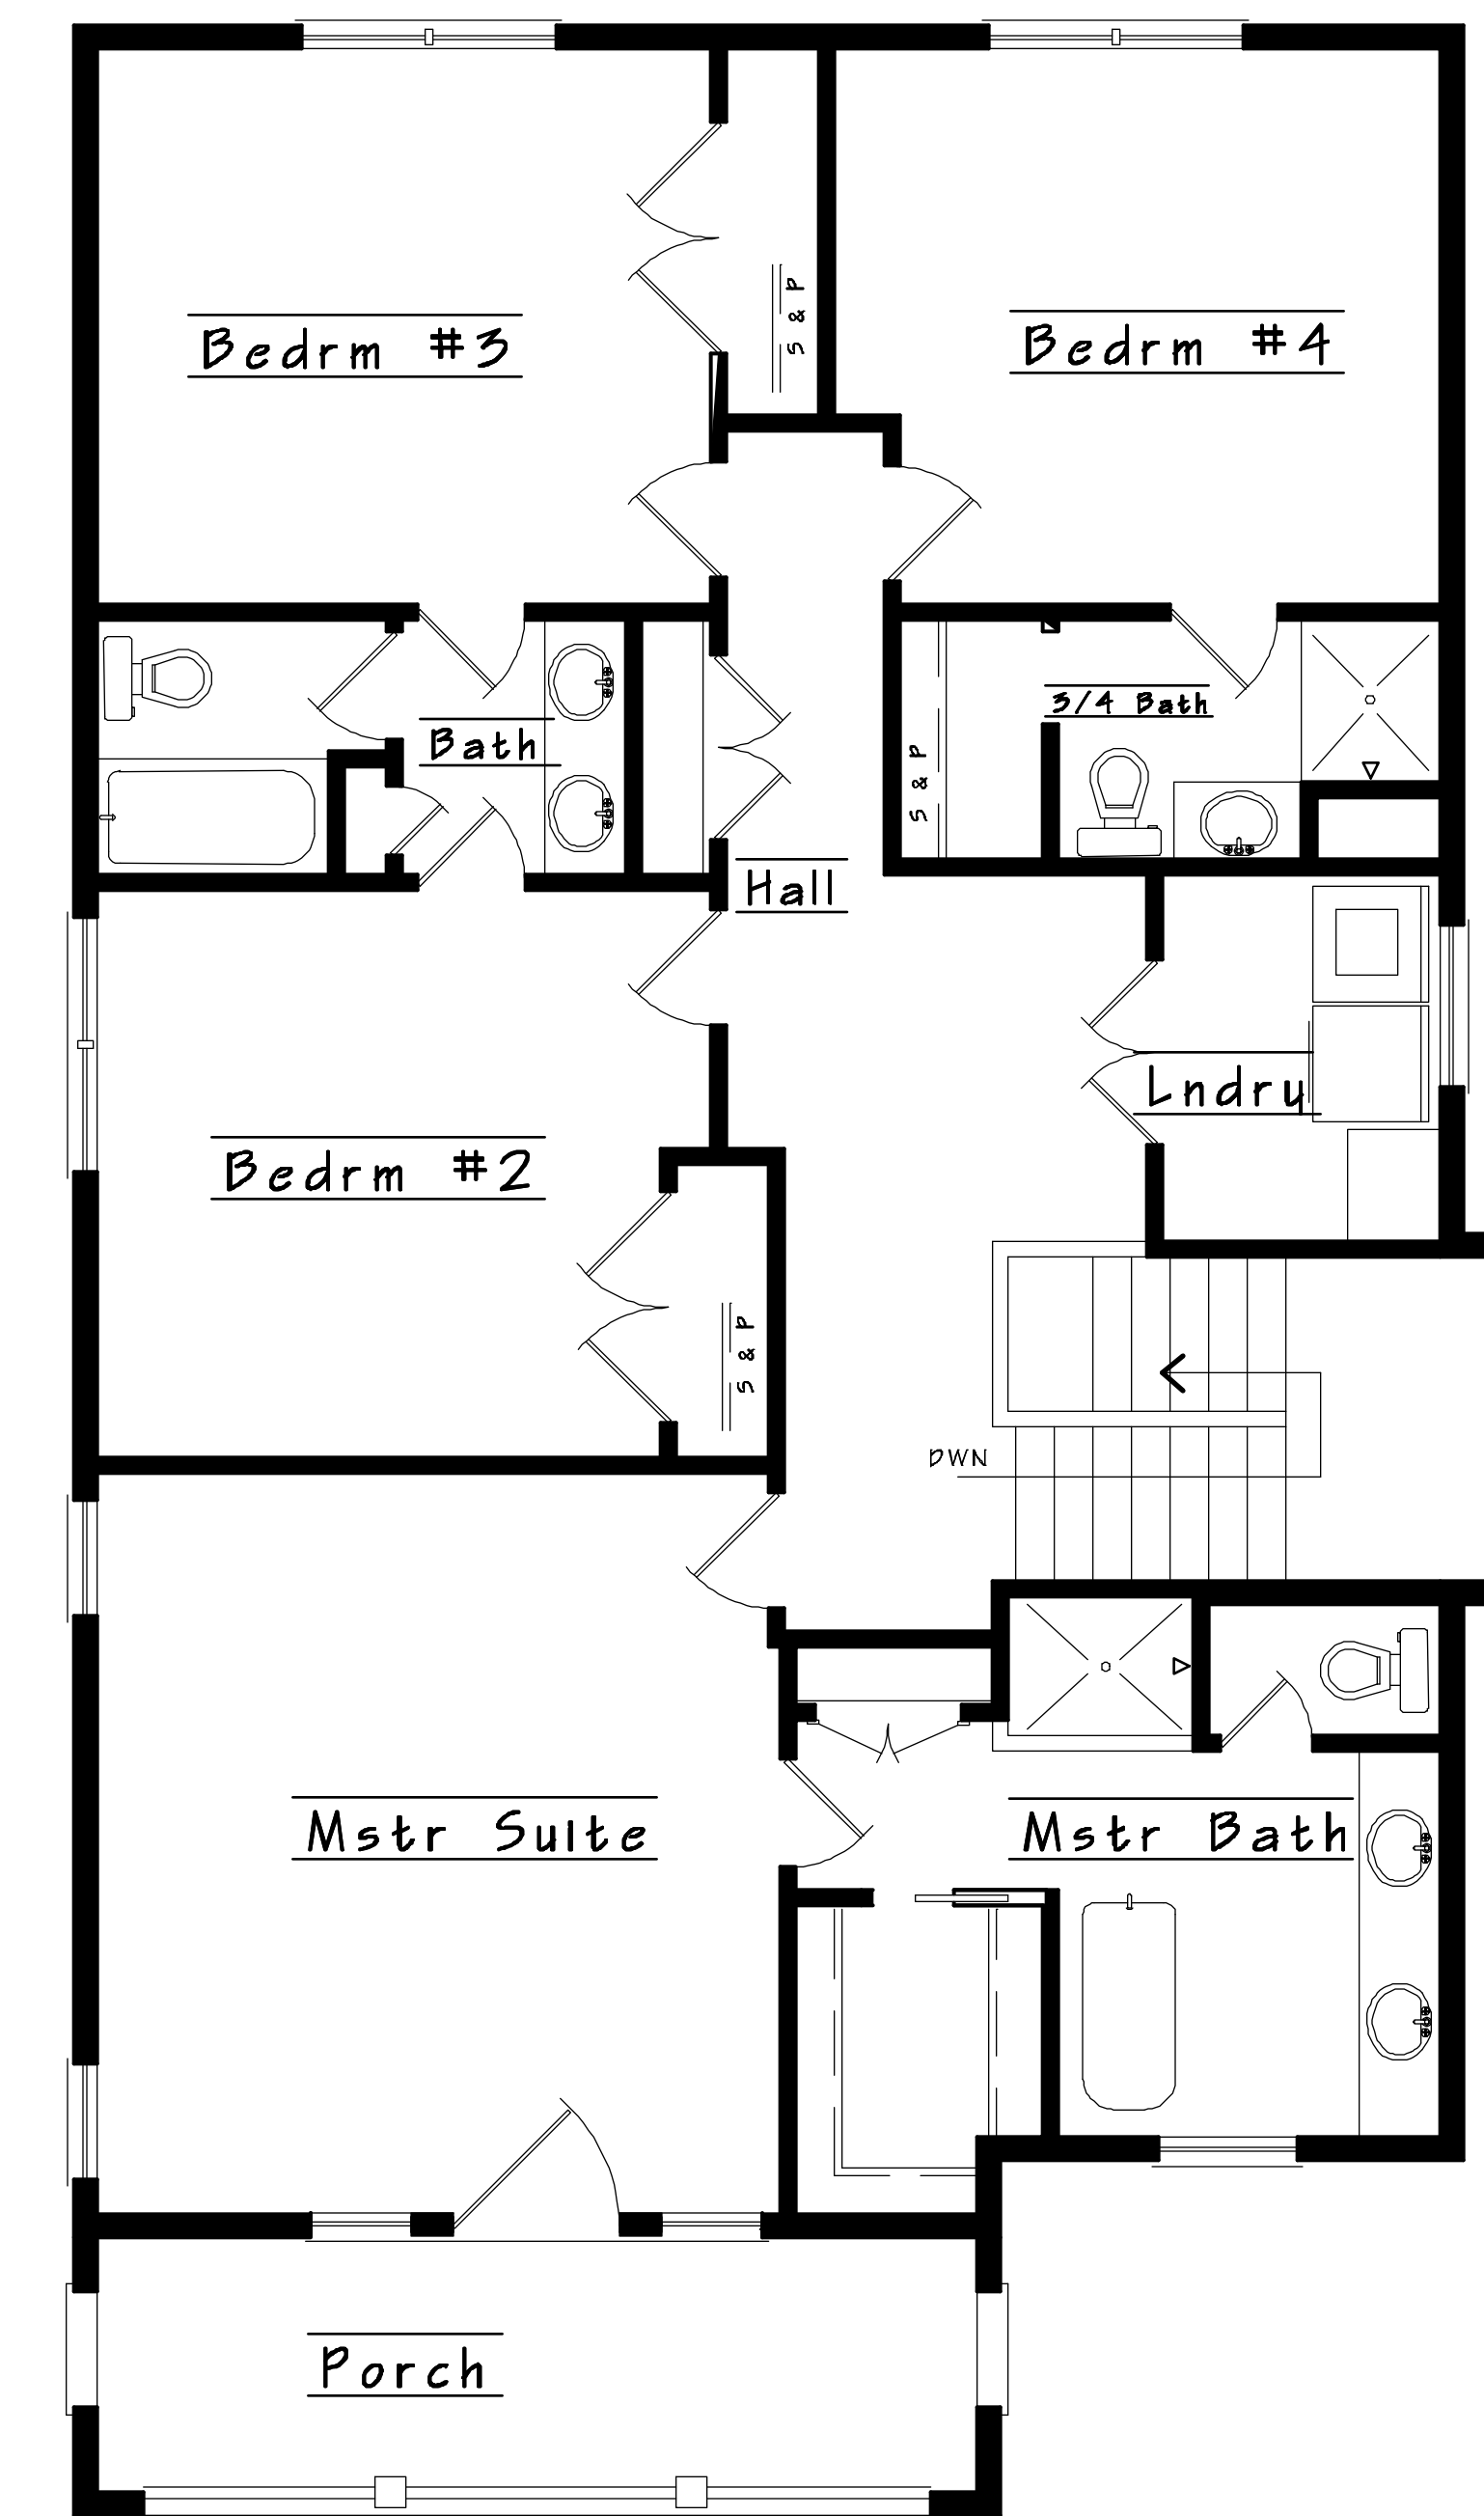 S & P
Bedrm #3
Bedrm #4
3/4 Bath
Bath
S & P
Hall
Lndry
Bedrm #2
S & P
DWN
Mstr Suite
Mstr Bath
Porch